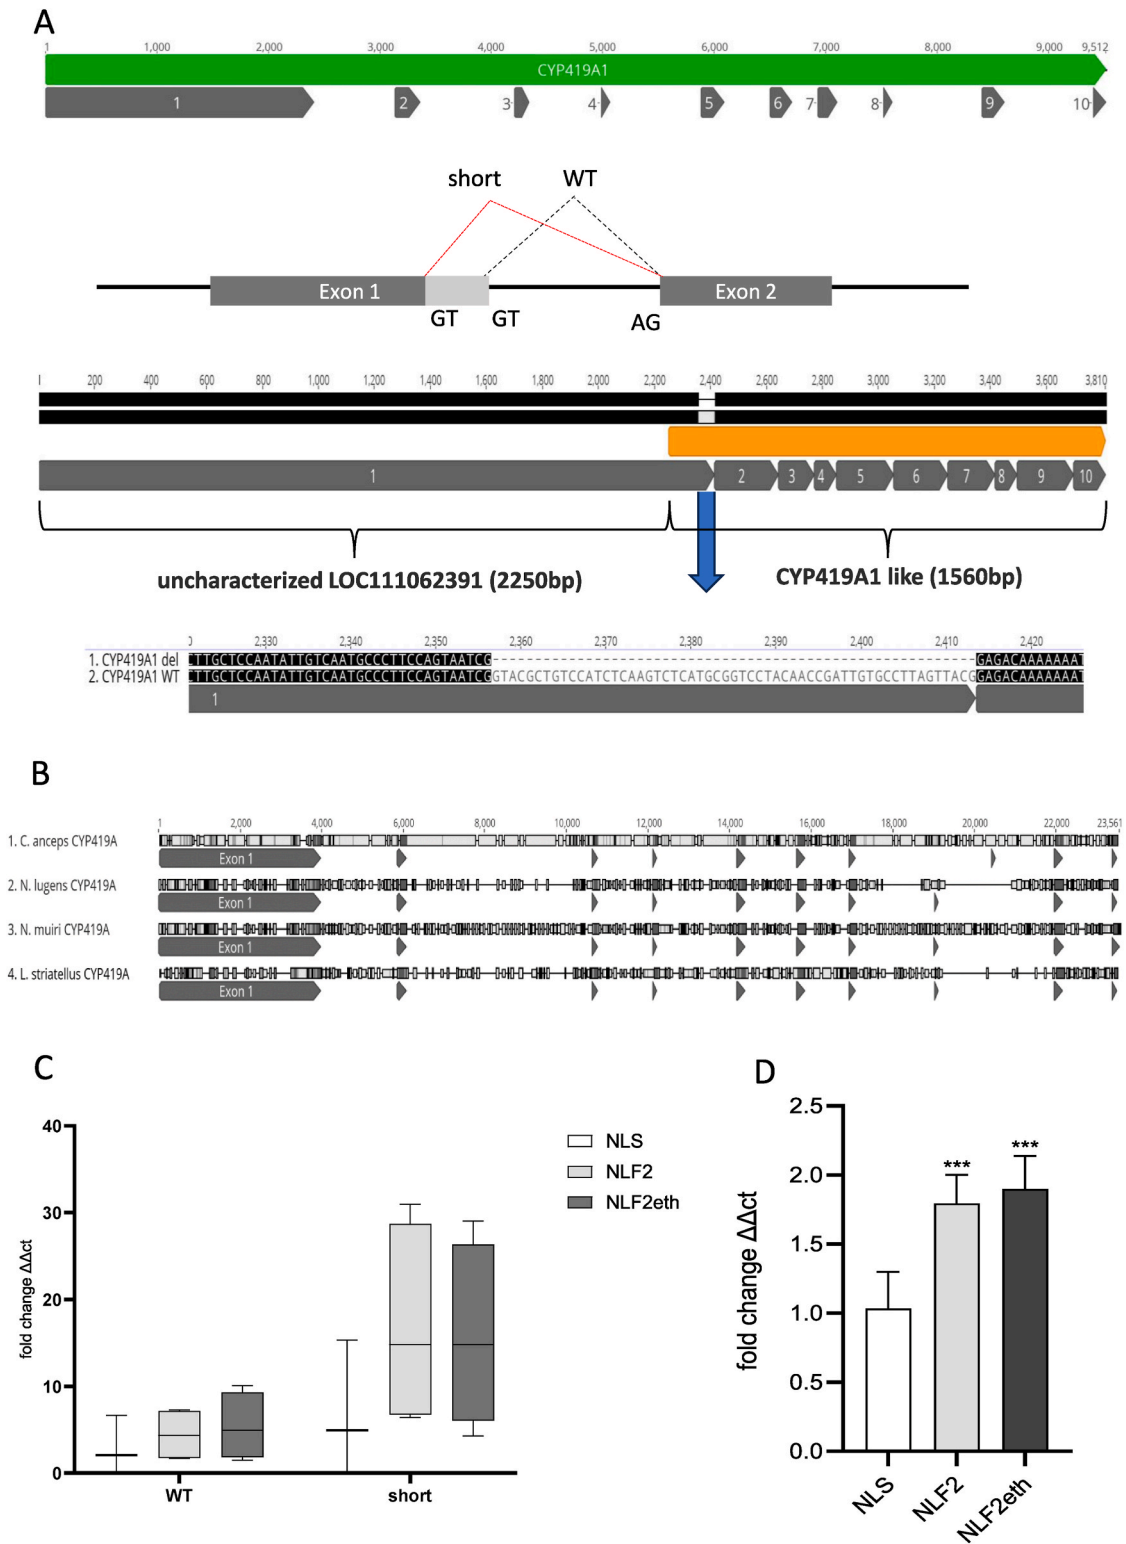 A
1 1,000 2,000 3,000 4,000 5,000 6,000 7,000 8,000 9,000 9,512
CYP419A1
1 2 3 4 5 6 7 8 9 10
short WT
Exon 1 Exon 2
GT GT AG
1 200 400 600 800 1,000 1,200 1,400 1,600 1,800 2,000 2,200 2,400 2,600 2,800 3,000 3,200 3,400 3,600 3,810
1 2 3 4 5 6 7 8 9 10
uncharacterized LOC111062391 (2250bp) CYP419A1 like (1560bp)
0 2,330 2,340 2,350 2,360 2,370 2,380 2,390 2,400 2,410 2,420
1. CYP419A1 del CTTGCTCCAATATTGTCAATGCCCTTCCAGTAATCG---------------------------------------------------------GAGACAAAAAAAT
2. CYP419A1 WT CTTGCTCCAATATTGTCAATGCCCTTCCAGTAATCGGTACGCTGTCCATCTCAAGTCTCATGCGGTCCTACAACCGATTGTGCCTTAGTTACGGAGACAAAAAAAT
1
B
1 2,000 4,000 6,000 8,000 10,000 12,000 14,000 16,000 18,000 20,000 22,000 23,561
1. C. anceps CYP419A
Exon 1
2. N. lugens CYP419A
Exon 1
3. N. muiri CYP419A
Exon 1
4. L. striatellus CYP419A
Exon 1
C
fold change ΔΔct
40
30
20
10
0
WT short
NLS
NLF2
NLF2eth
D
fold change ΔΔct
2.5
2.0
1.5
1.0
0.5
0.0
*** ***
NLS NLF2 NLF2eth